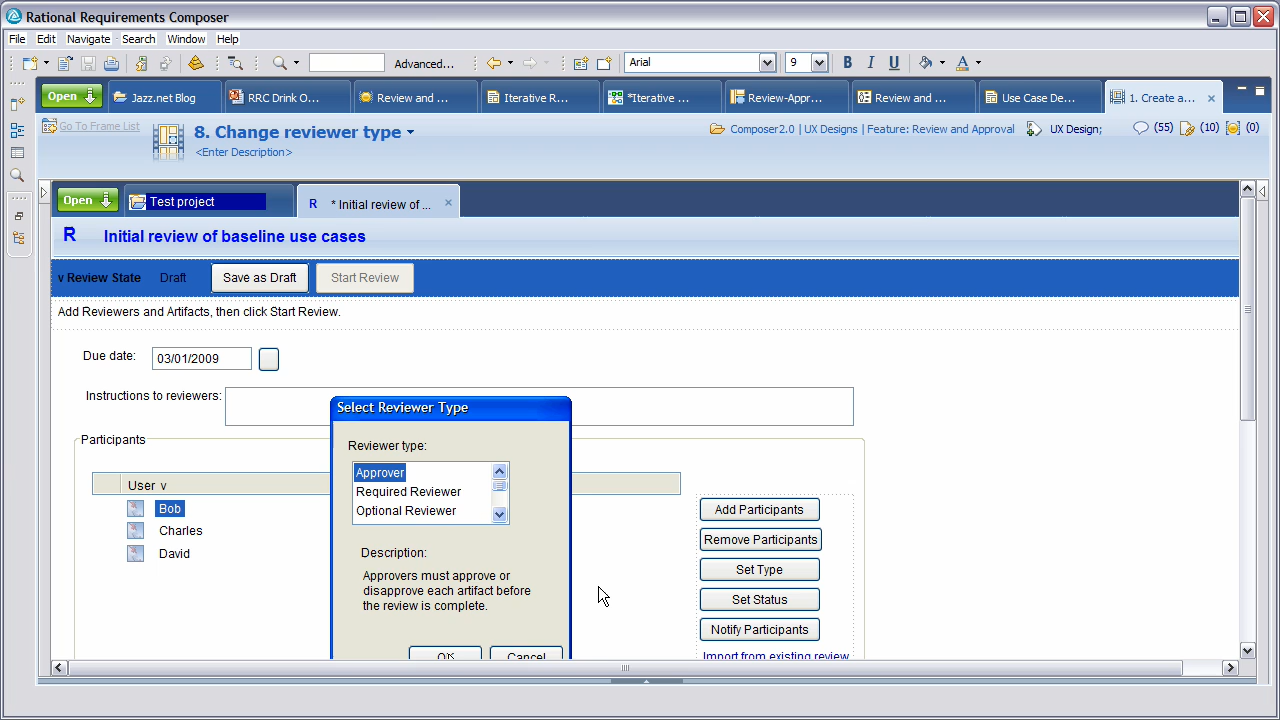 Rational Requirements Composer
File Edit Navigate Search Window Help
Advanced... Arial 9 B I U A
Open Jazz.net Blog RRC Drink O... Review and ... Iterative R... *Iterative ... Review-Appr... Review and ... Use Case De... 1. Create a...
Go To Frame List
8. Change reviewer type
Composer2.0 | UX Designs | Feature: Review and Approval UX Design; (55) (10) (0)
<Enter Description>
Open Test project R * Initial review of ...
R Initial review of baseline use cases
v Review State Draft Save as Draft Start Review
Add Reviewers and Artifacts, then click Start Review.
Due date: 03/01/2009
Instructions to reviewers:
Select Reviewer Type
Reviewer type:
Approver
Required Reviewer
Optional Reviewer
Description:
Approvers must approve or
disapprove each artifact before
the review is complete.
OK Cancel
Participants
User v
Bob
Charles
David
Add Participants
Remove Participants
Set Type
Set Status
Notify Participants
Import from existing review